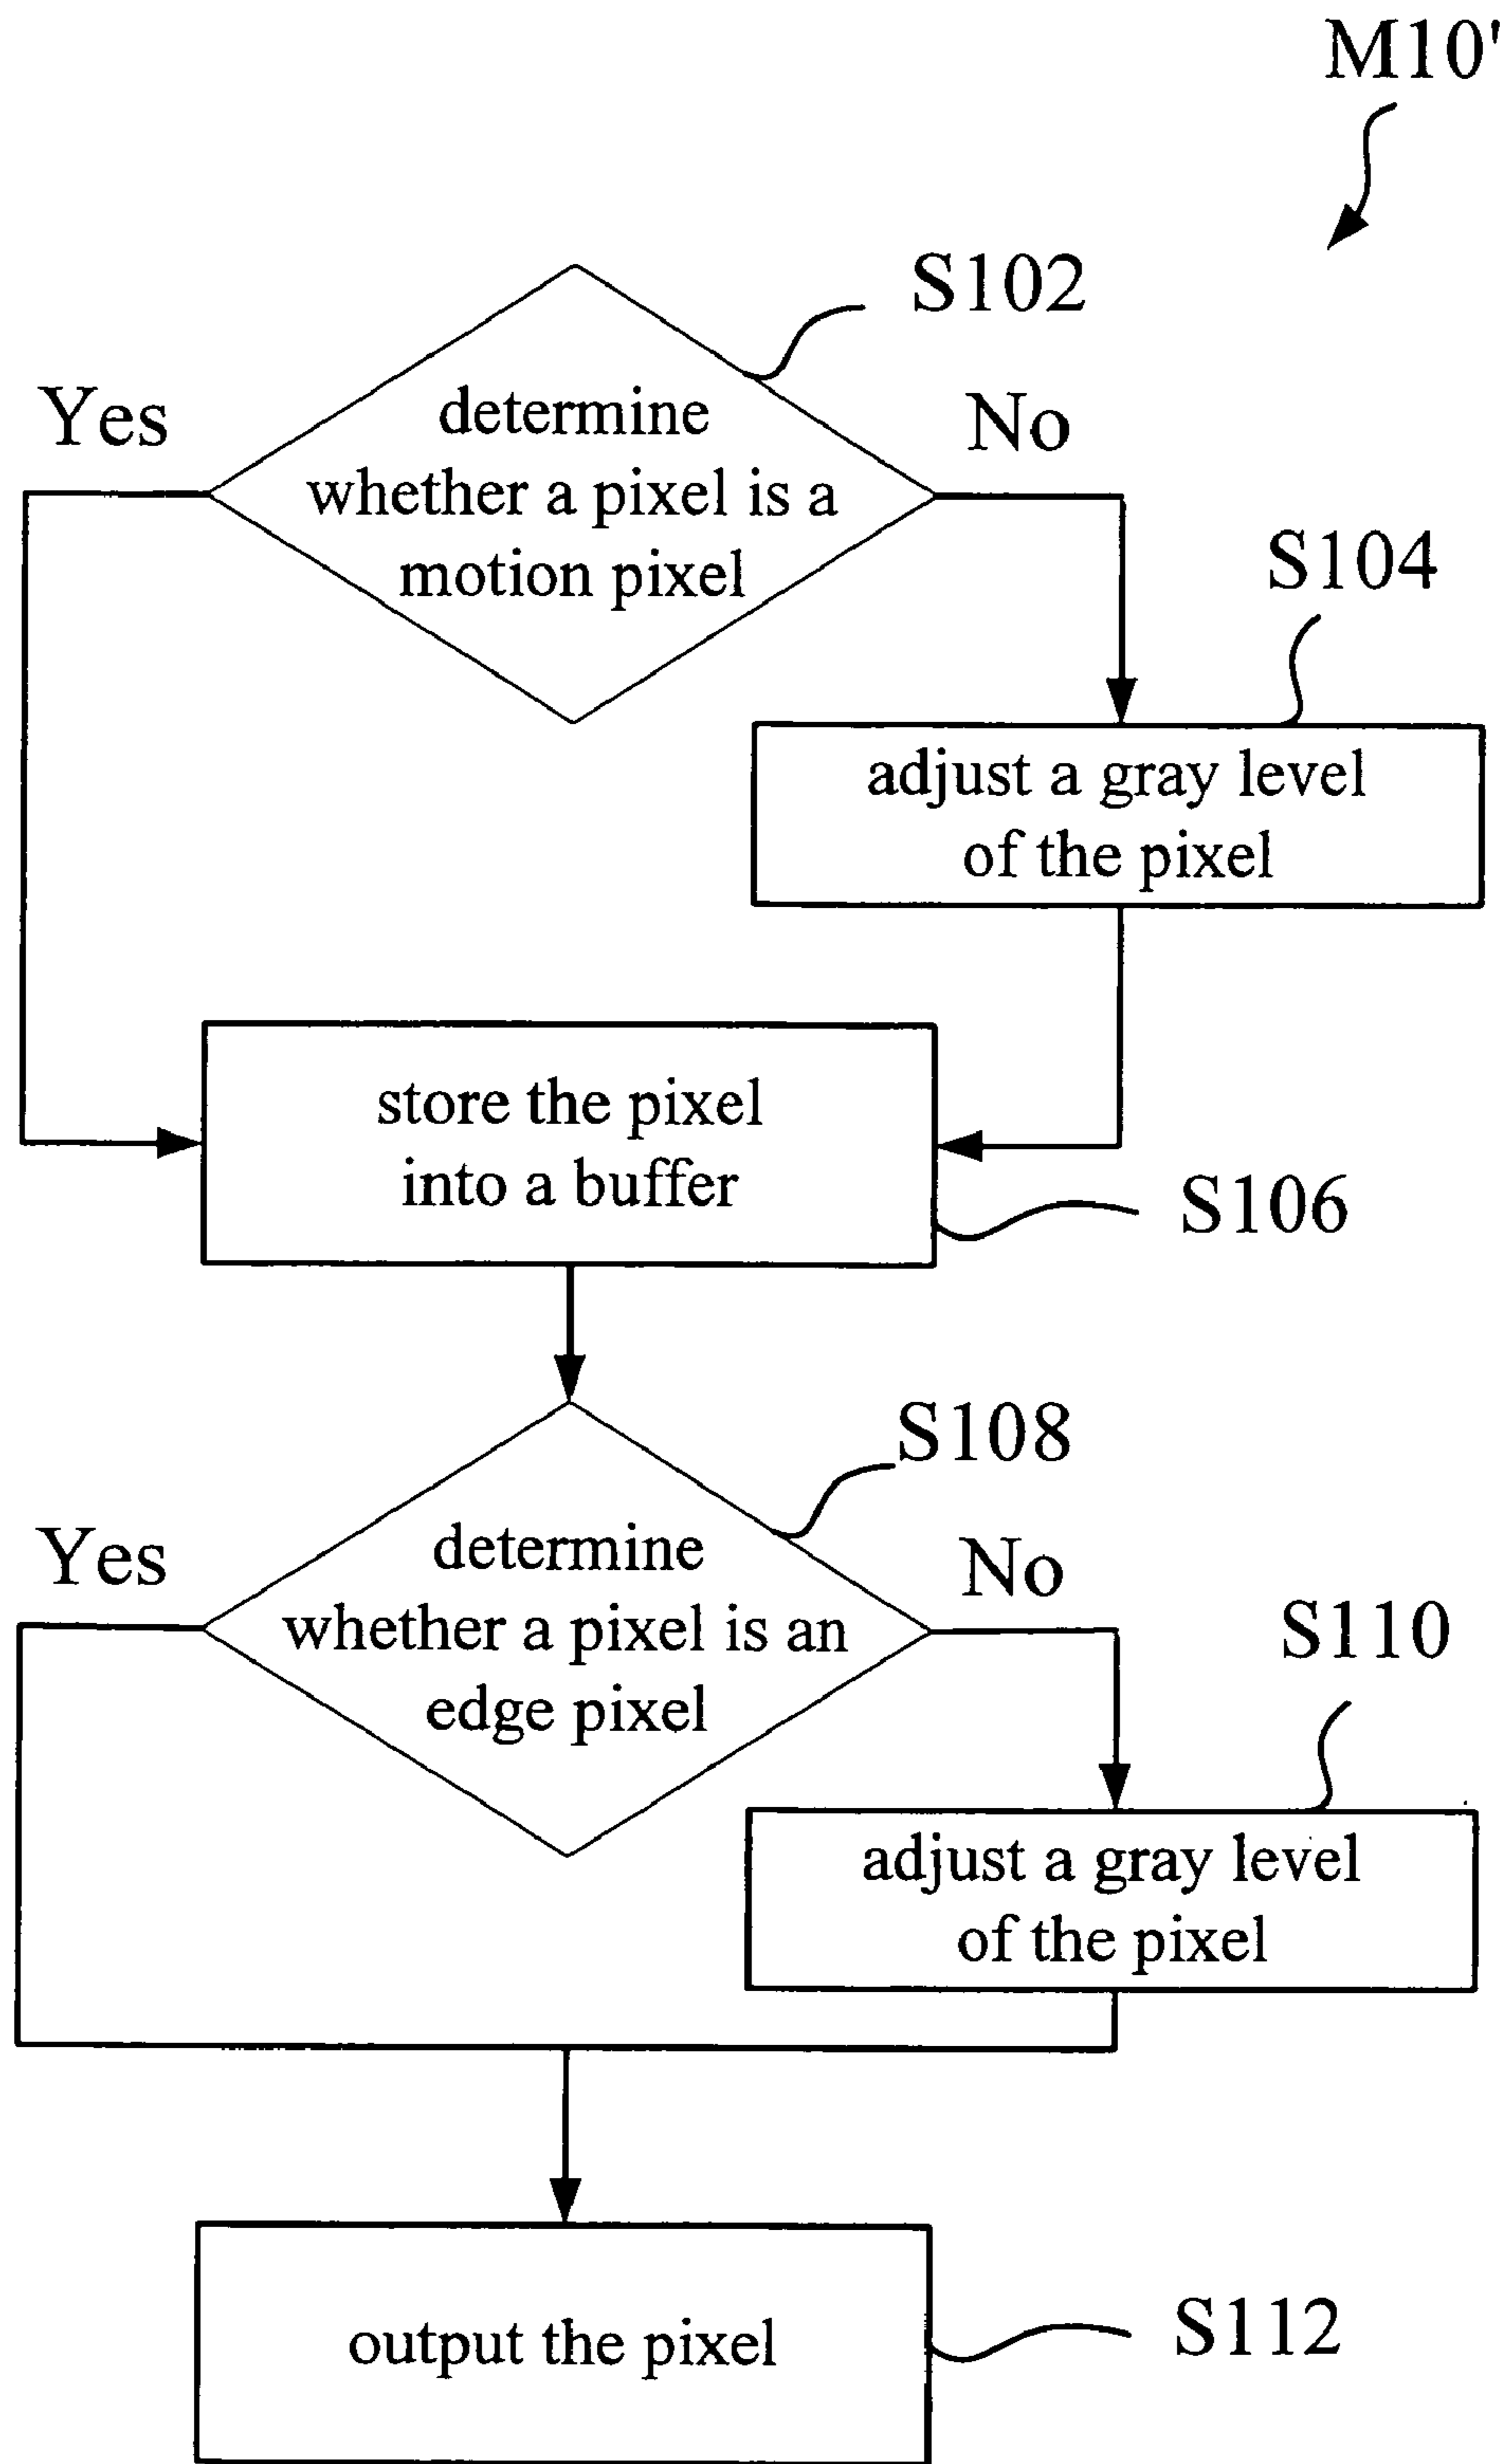 M10'
S102
Yes
No
determine
whether a pixel is a
motion pixel
S104
adjust a gray level
of the pixel
store the pixel
into a buffer
S106
S108
Yes
No
determine
whether a pixel is an
edge pixel
S110
adjust a gray level
of the pixel
output the pixel
S112